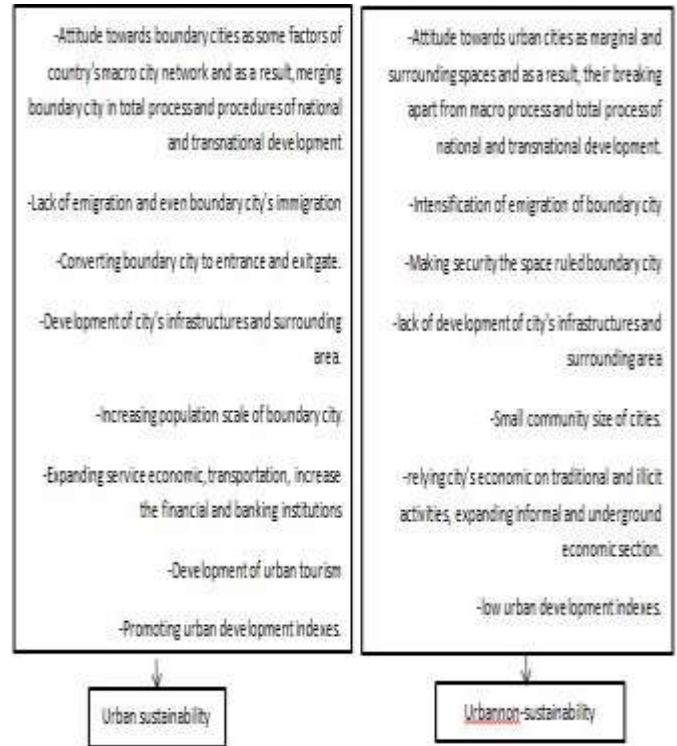 -Attitude towards boundary cities as some factors of
country's macro city network and as a result, merging
boundary city in total process and procedures of national
and transnational development
-Lack of emigration and even boundary city's immigration
-Converting boundary city to entrance and exit gate.
-Development of city's infrastructures and surrounding
area.
-Increasing population scale of boundary city
-Expanding service economic, transportation, increase
the financial and banking institutions
-Development of urban tourism
-Promoting urban development indexes.
Urban sustainability
-Attitude towards urban cities as marginal and
surrounding spaces and as a result, their breaking
apart from macro process and total process of
national and transnational development.
-Intensification of emigration of boundary city
-Making security the space ruled boundary city
-lack of development of city's infrastructures and
surrounding area
-Small community size of cities.
-relying city's economic on traditional and illicit
activities, expanding informal and underground
economic section.
-low urban development indexes.
Urbannon-sustainability